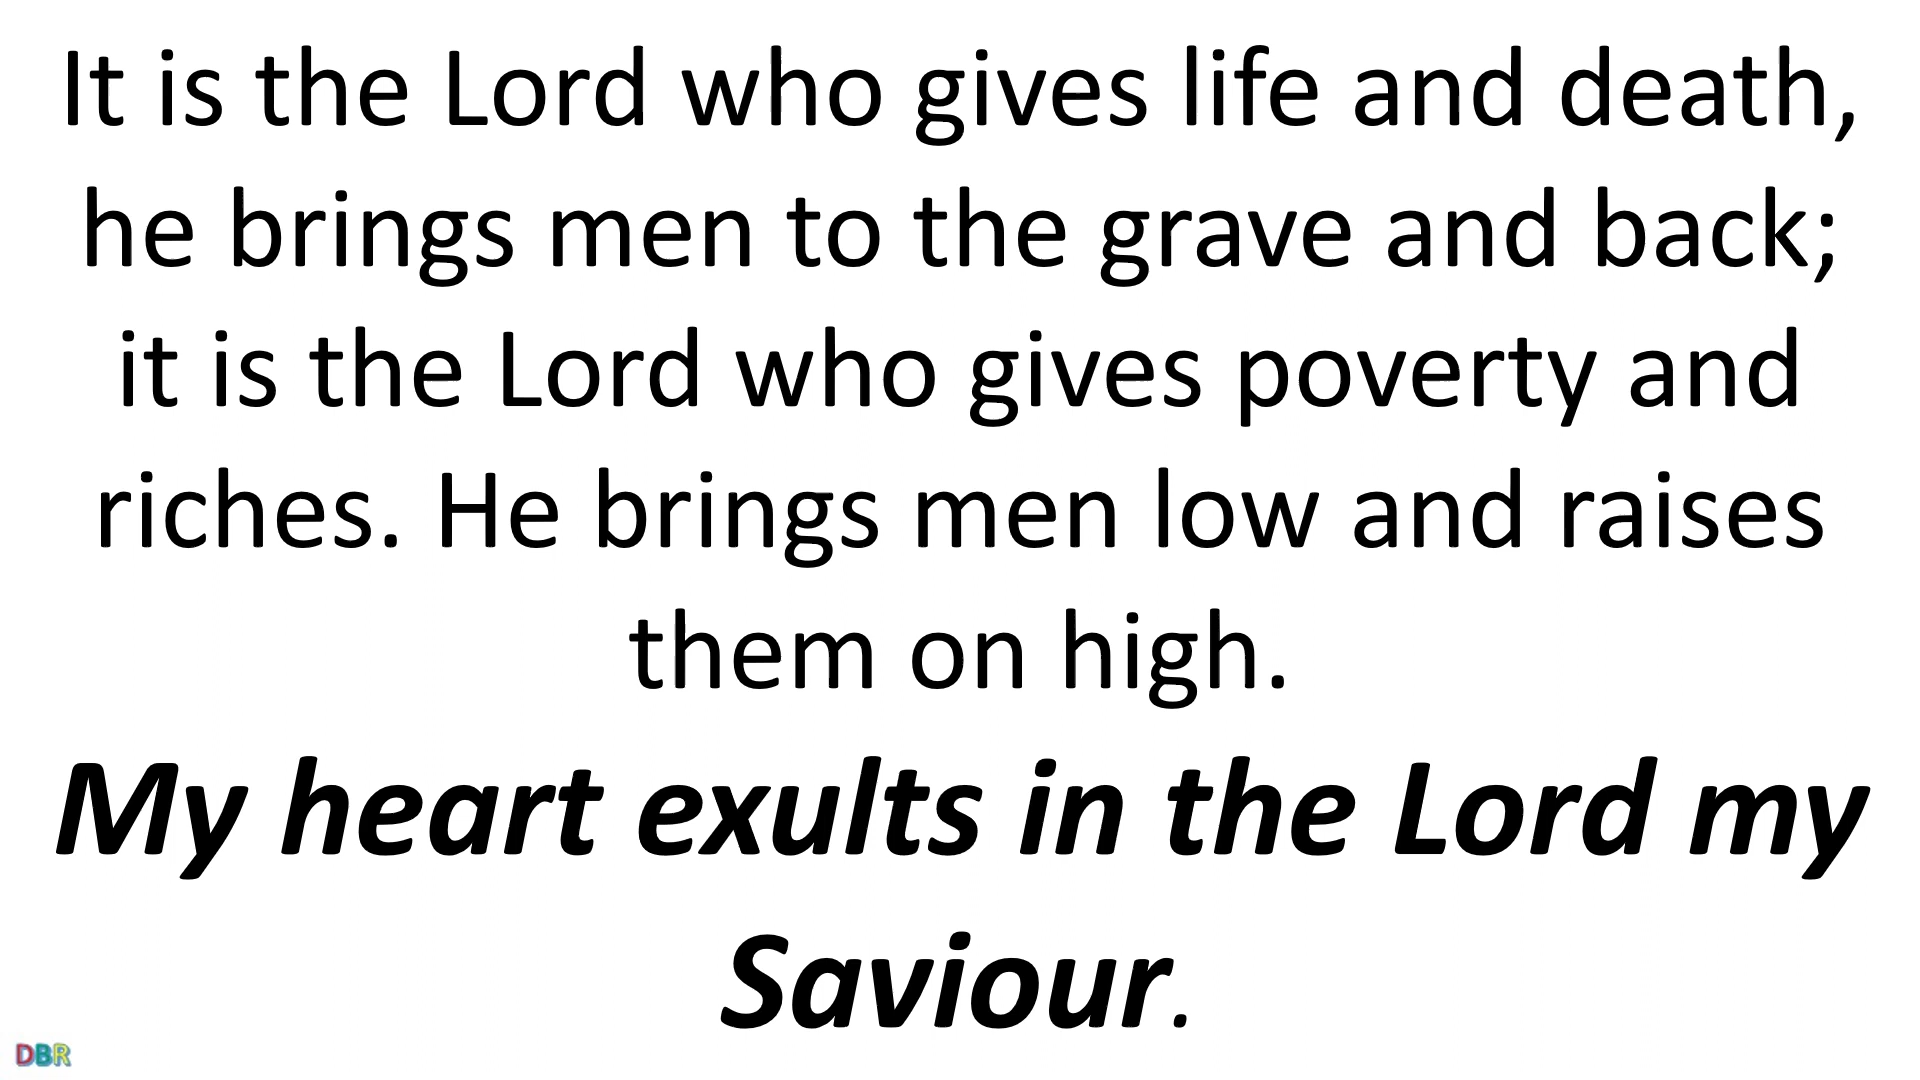 It is the Lord who gives life and death,
he brings men to the grave and back;
it is the Lord who gives poverty and
riches. He brings men low and raises
them on high.
My heart exults in the Lord my
Saviour.
DBR